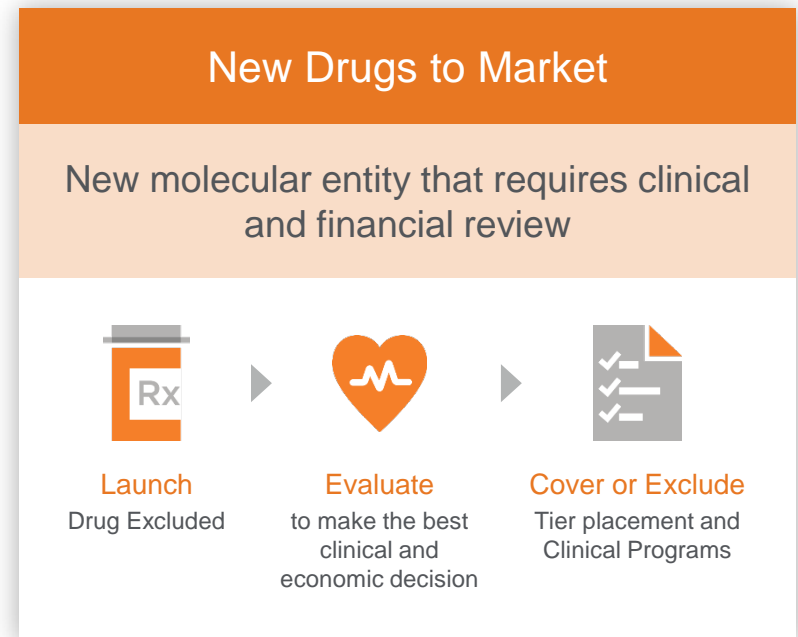 New Drugs to Market
New molecular entity that requires clinical
and financial review
Rx
Launch
Drug Excluded
Evaluate
to make the best
clinical and
economic decision
Cover or Exclude
Tier placement and
Clinical Programs